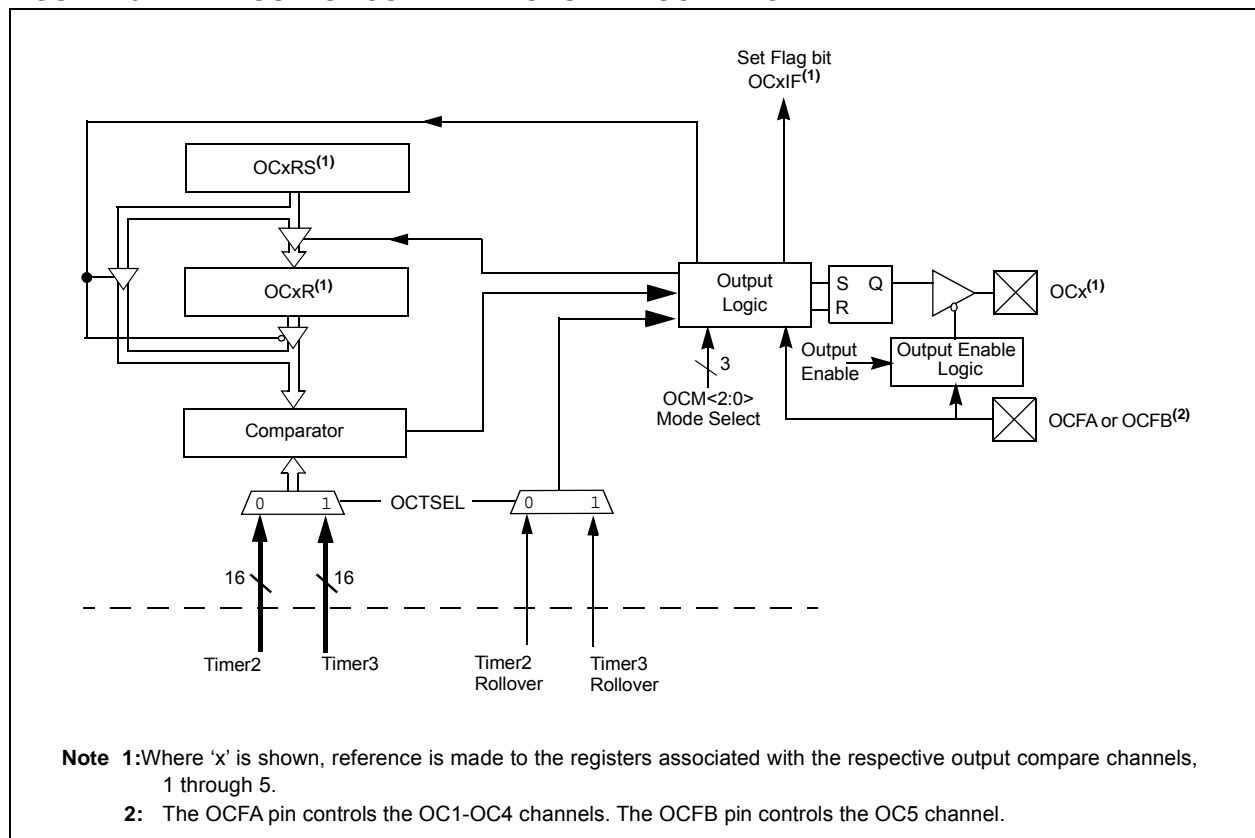 Set Flag bit
OCxIF(1)
OCxRS(1)
OCxR(1)
Output
Logic
S Q
R
OCx(1)
Output
Enable
Output Enable
Logic
3
OCM<2:0>
Mode Select
OCFA or OCFB(2)
Comparator
0 1
OCTSEL
0 1
16
16
Timer2
Timer3
Timer2
Rollover
Timer3
Rollover
Note 1:Where ‘x’ is shown, reference is made to the registers associated with the respective output compare channels,
1 through 5.
2: The OCFA pin controls the OC1-OC4 channels. The OCFB pin controls the OC5 channel.